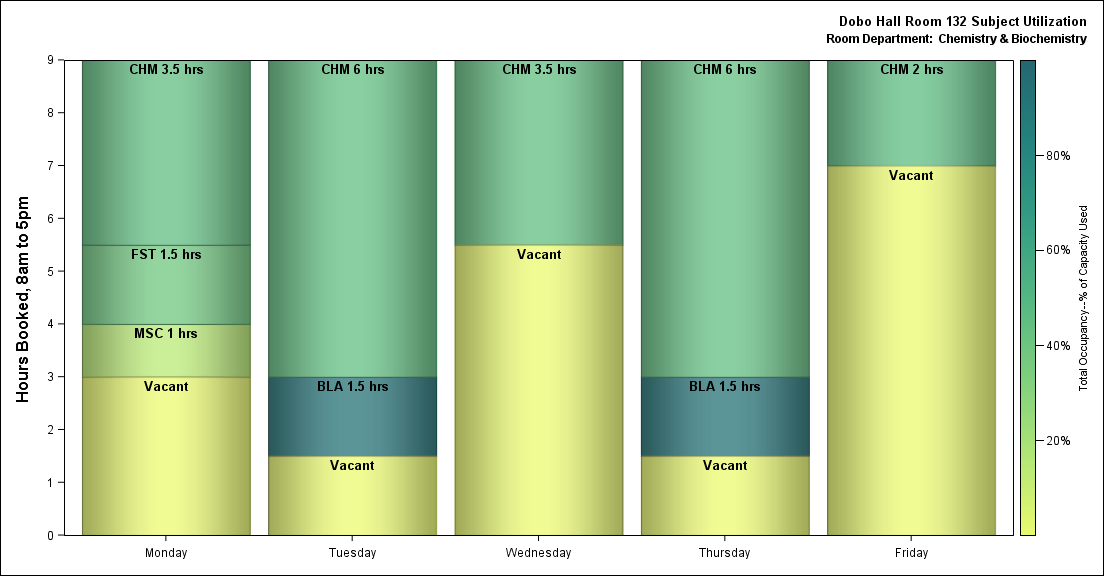 Dobo Hall Room 132 Subject Utilization
Room Department: Chemistry & Biochemistry
Hours Booked, 8am to 5pm
9
8
7
6
5
4
3
2
1
0
CHM 3.5 hrs
FST 1.5 hrs
MSC 1 hrs
Vacant
CHM 6 hrs
BLA 1.5 hrs
Vacant
CHM 3.5 hrs
Vacant
CHM 6 hrs
BLA 1.5 hrs
Vacant
CHM 2 hrs
Vacant
Monday
Tuesday
Wednesday
Thursday
Friday
80%
60%
40%
20%
Total Occupancy--% of Capacity Used